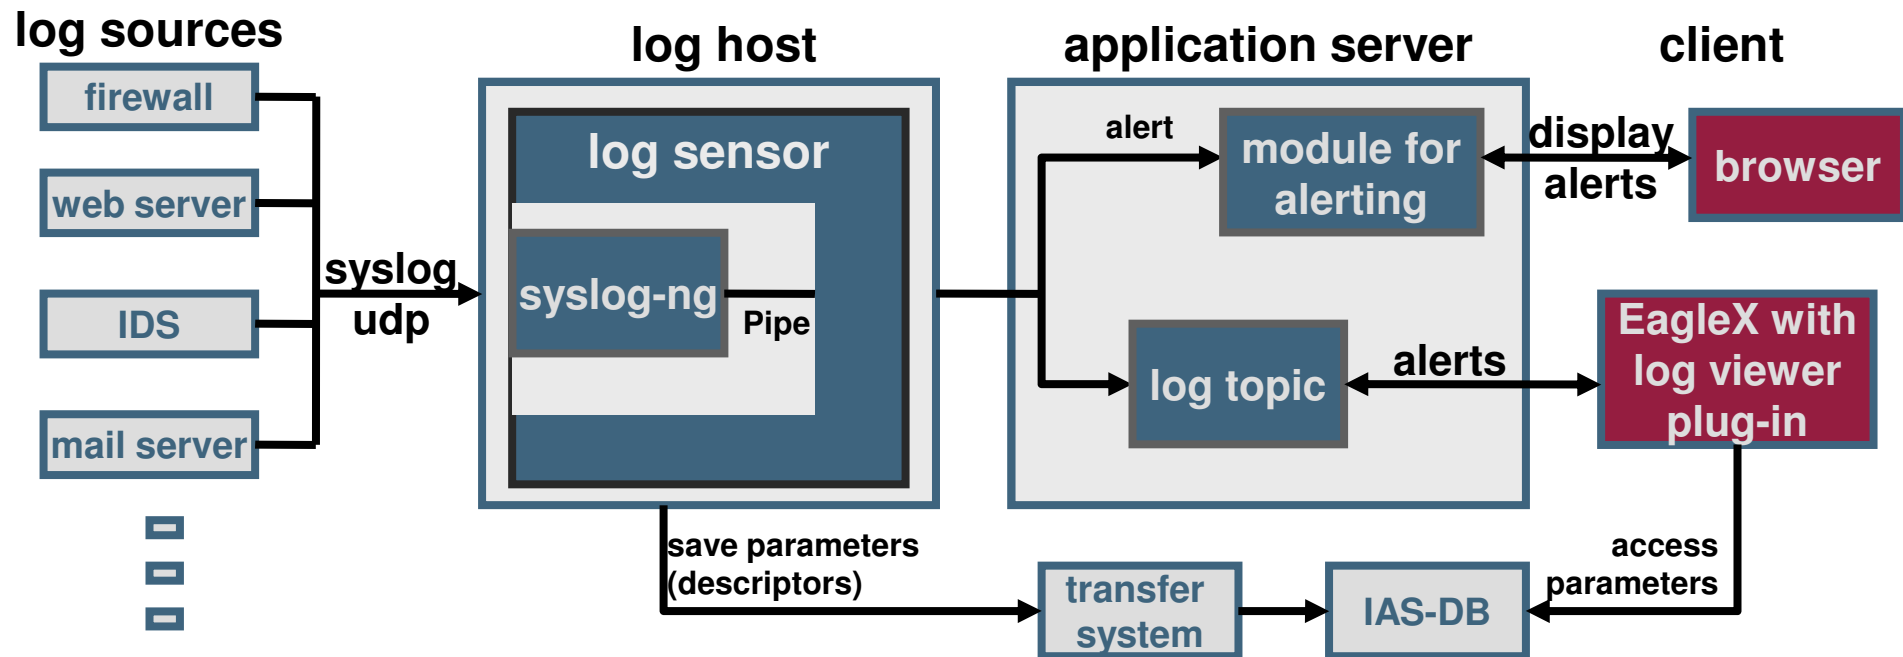 log sources
log host
application server
client
firewall
web server
IDS
mail server
syslog
udp
log sensor
syslog-ng
Pipe
alert
module for
alerting
log topic
display
alerts
browser
alerts
EagleX with
log viewer
plug-in
save parameters
(descriptors)
transfer
system
IAS-DB
access
parameters